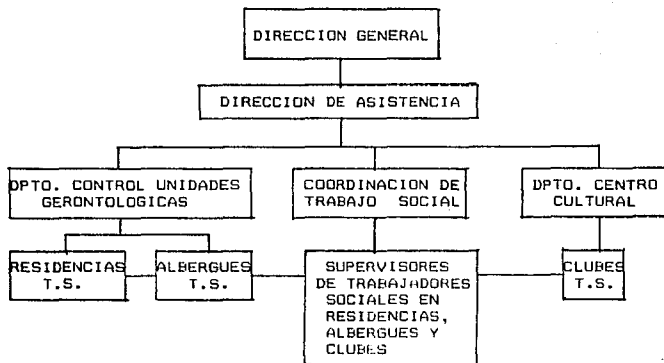 DIRECCION GENERAL
DIRECCION DE ASISTENCIA
DPTO. CONTROL UNIDADES
GERONTOLOGICAS
COORDINACION DE
TRABAJO SOCIAL
DPTO. CENTRO
CULTURAL
RESIDENCIAS
T.S.
ALBERGUES
T.S.
SUPERVISORES
DE TRABAJADORES
SOCIALES EN
RESIDENCIAS,
ALBERGUES Y
CLUBES
CLUBES
T.S.